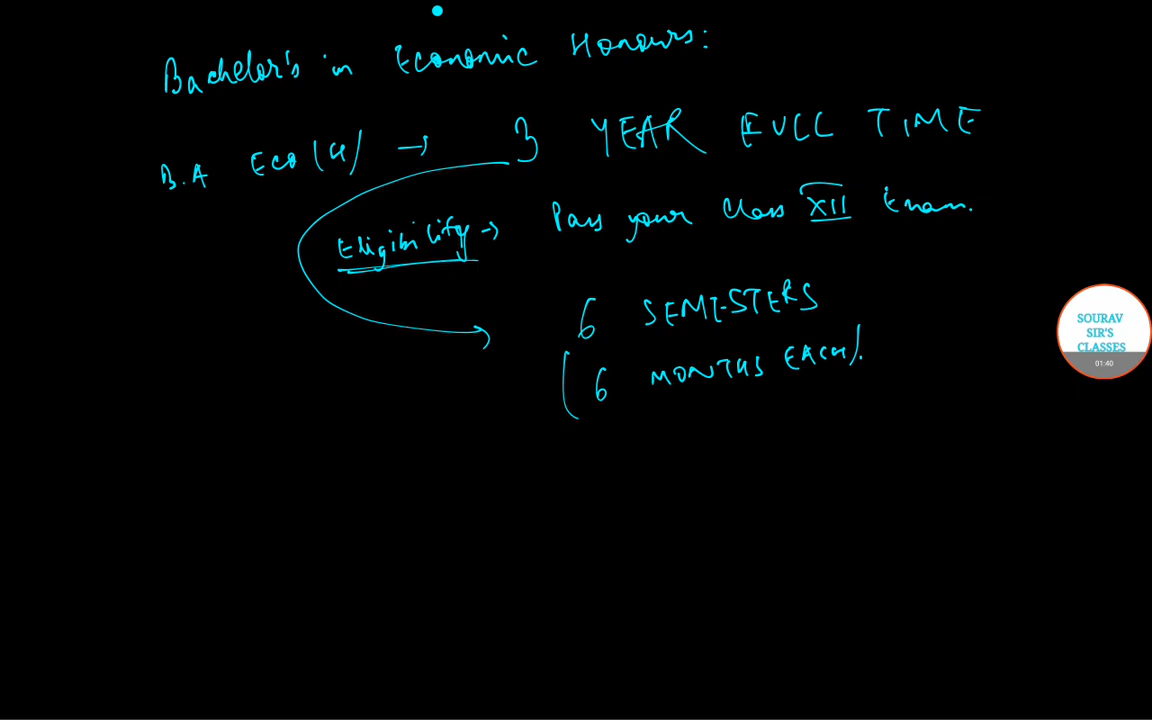 Bachelor's in Economic Honours:
B.A Eco (H) → 3 YEAR FULL TIME
Eligibility → Pass your Class XII Exam.
6 SEMESTERS
(6 MONTHS EACH).
SOURAV
SIR'S
CLASSES
01:40